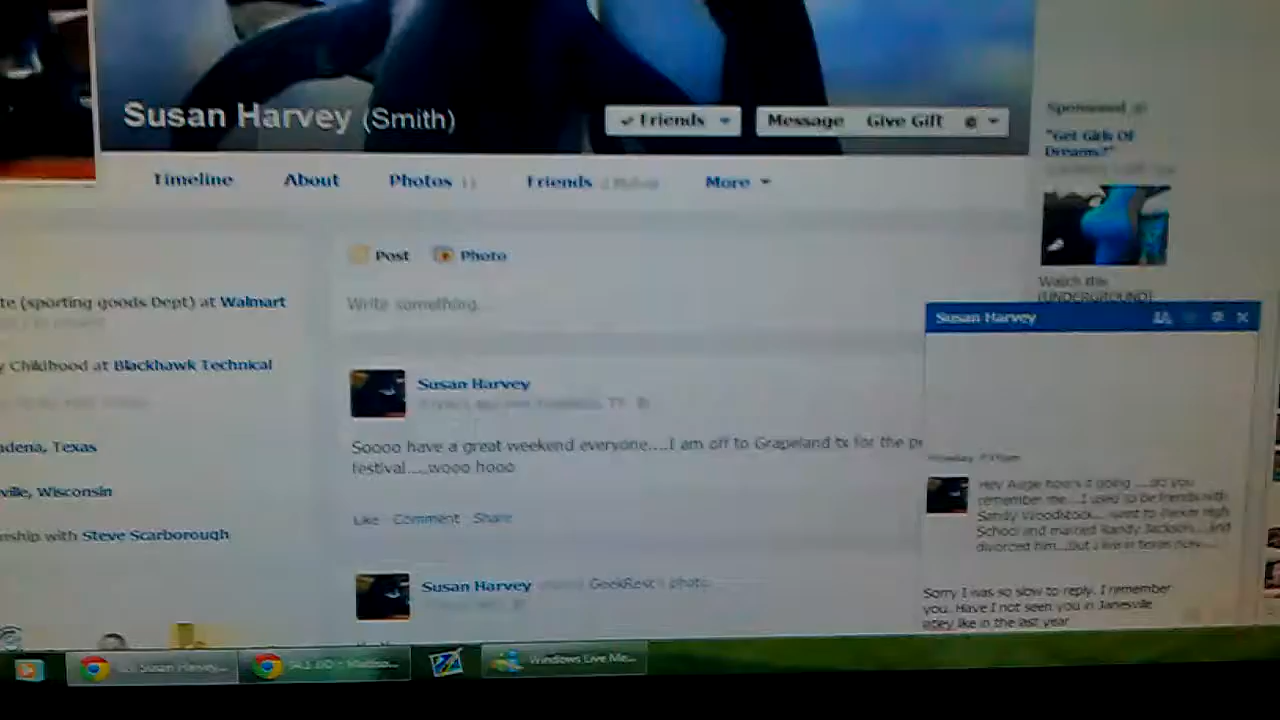 Susan Harvey (Smith)
Friends
Message Give Gift
Sponsored
"Get Girls Of
Dreams!"
Watch this
(UNDERGROUND)
Timeline About Photos 11 Friends More
Post Photo
Write something...
te (sporting goods Dept) at Walmart
y Childhood at Blackhawk Technical
adena, Texas
ville, Wisconsin
nship with Steve Scarborough
Susan Harvey
Soooo have a great weekend everyone....I am off to Grapeland tx for the pe
festival.....wooo hooo
Like Comment Share
Susan Harvey GeekRest's photo.
Susan Harvey
Hey Augie how's it going ....do you
remember me....I used to be friends with
Sandy Woodstock.....went to Parker High
School and married Randy Jackson....and
divorced him....but I live in texas now.....
Sorry I was so slow to reply. I remember
you. Have I not seen you in Janesville
like in the last year
Susan Harvey...
Windows Live Me...